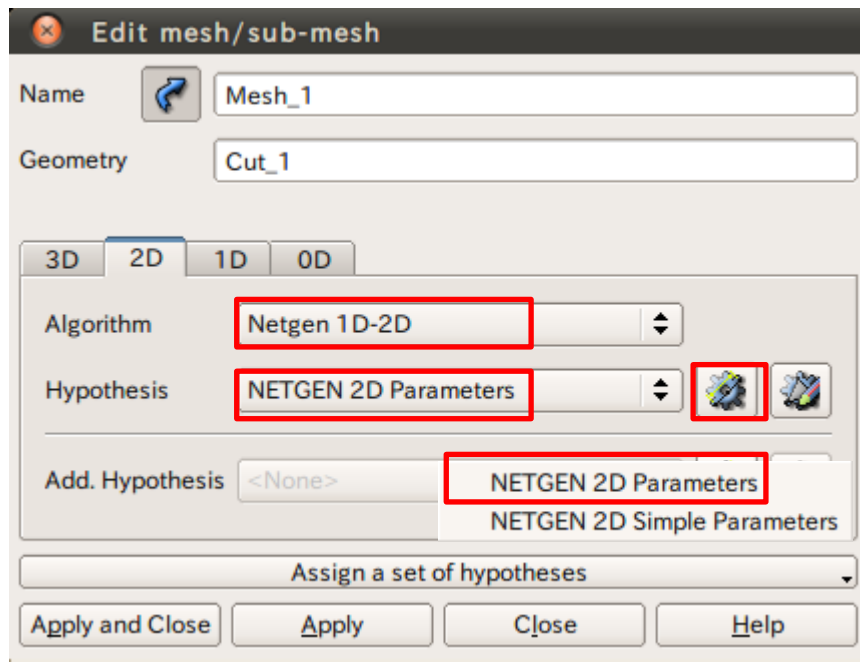 Edit mesh/sub-mesh
Name Mesh_1
Geometry Cut_1
3D 2D 1D 0D
Algorithm Netgen 1D-2D
Hypothesis NETGEN 2D Parameters
Add. Hypothesis <None> NETGEN 2D Parameters
NETGEN 2D Simple Parameters
Assign a set of hypotheses
Apply and Close Apply Close Help